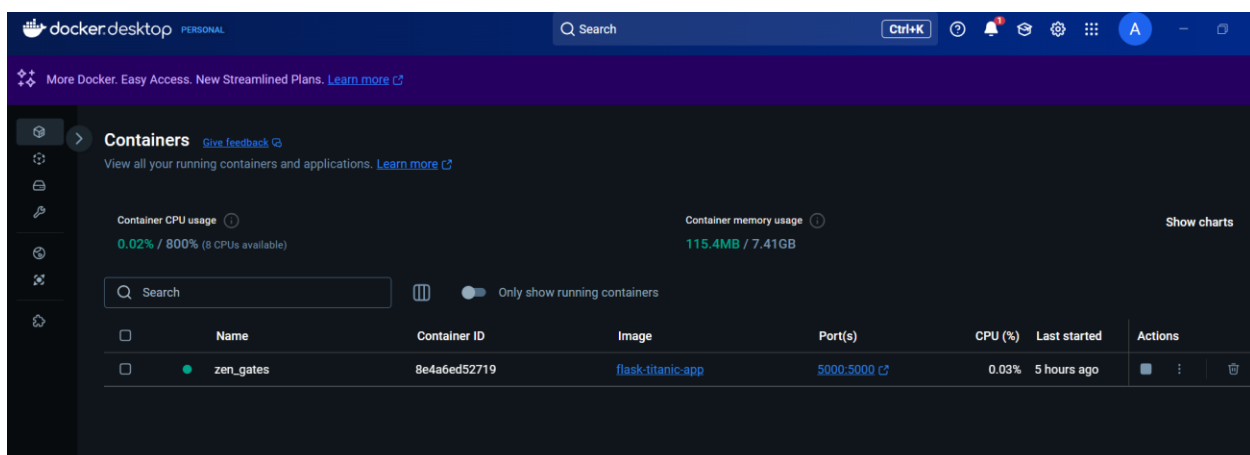 docker.desktop PERSONAL Search Ctrl+K 1 A
More Docker. Easy Access. New Streamlined Plans. Learn more
Containers Give feedback
View all your running containers and applications. Learn more
Container CPU usage Container memory usage Show charts
0.02% / 800% (8 CPUs available) 115.4MB / 7.41GB
Search Only show running containers
Name Container ID Image Port(s) CPU (%) Last started Actions
zen_gates 8e4a6ed52719 flask-titanic-app 5000:5000 0.03% 5 hours ago